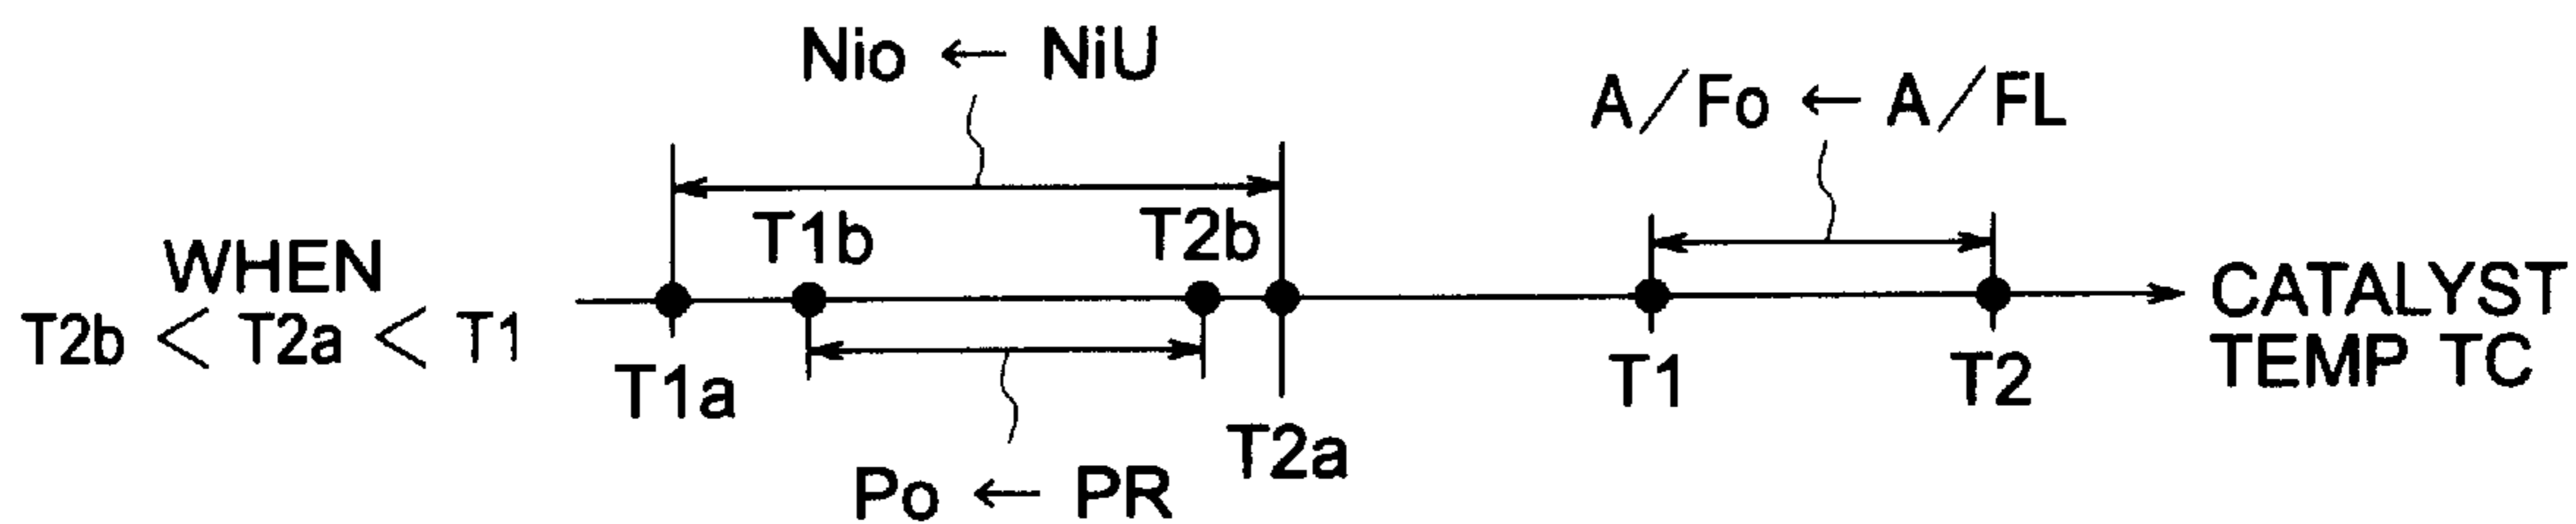 Nio ← NiU
A/Fo ← A/FL
T1b
T2b
WHEN
T2b < T2a < T1
CATALYST
TEMP TC
T1a
T2a
T1
T2
Po ← PR